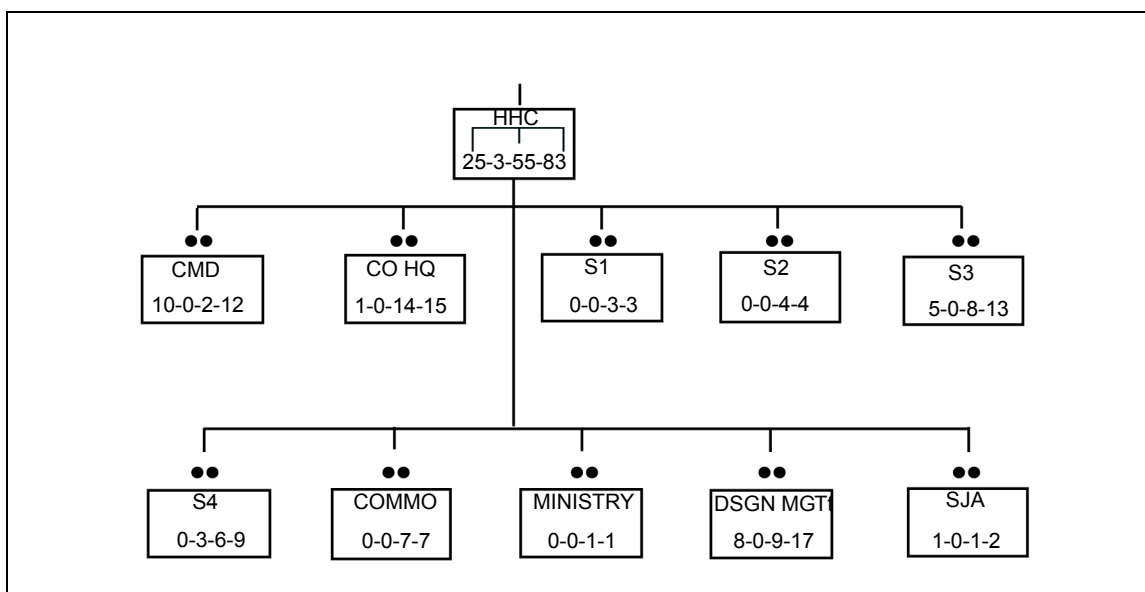 HHC
25-3-55-83
CMD
10-0-2-12
CO HQ
1-0-14-15
S1
0-0-3-3
S2
0-0-4-4
S3
5-0-8-13
S4
0-3-6-9
COMMO
0-0-7-7
MINISTRY
0-0-1-1
DSGN MGT
8-0-9-17
SJA
1-0-1-2